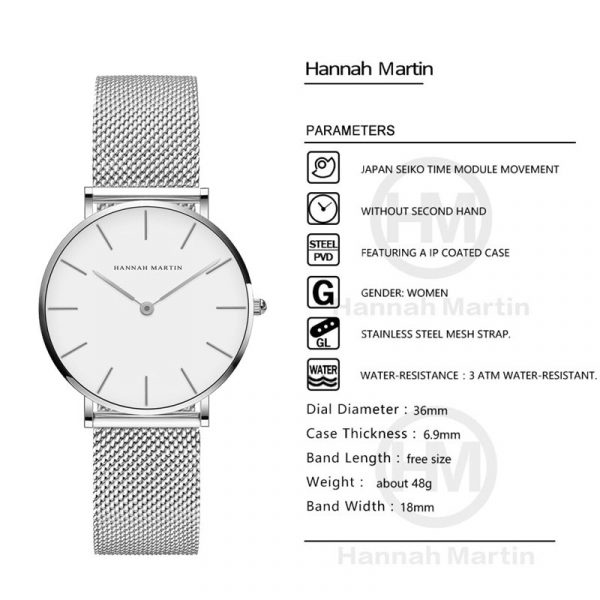 Hannah Martin
PARAMETERS
JAPAN SEIKO TIME MODULE MOVEMENT
WITHOUT SECOND HAND
STEEL
PVD
FEATURING A IP COATED CASE
G
GENDER: WOMEN
GL
STAINLESS STEEL MESH STRAP.
WATER
WATER-RESISTANCE : 3 ATM WATER-RESISTANT.
Dial Diameter : 36mm
Case Thickness : 6.9mm
Band Length : free size
Weight : about 48g
Band Width : 18mm
HANNAH MARTIN
HM
Hannah Martin
HM
Hannah Martin